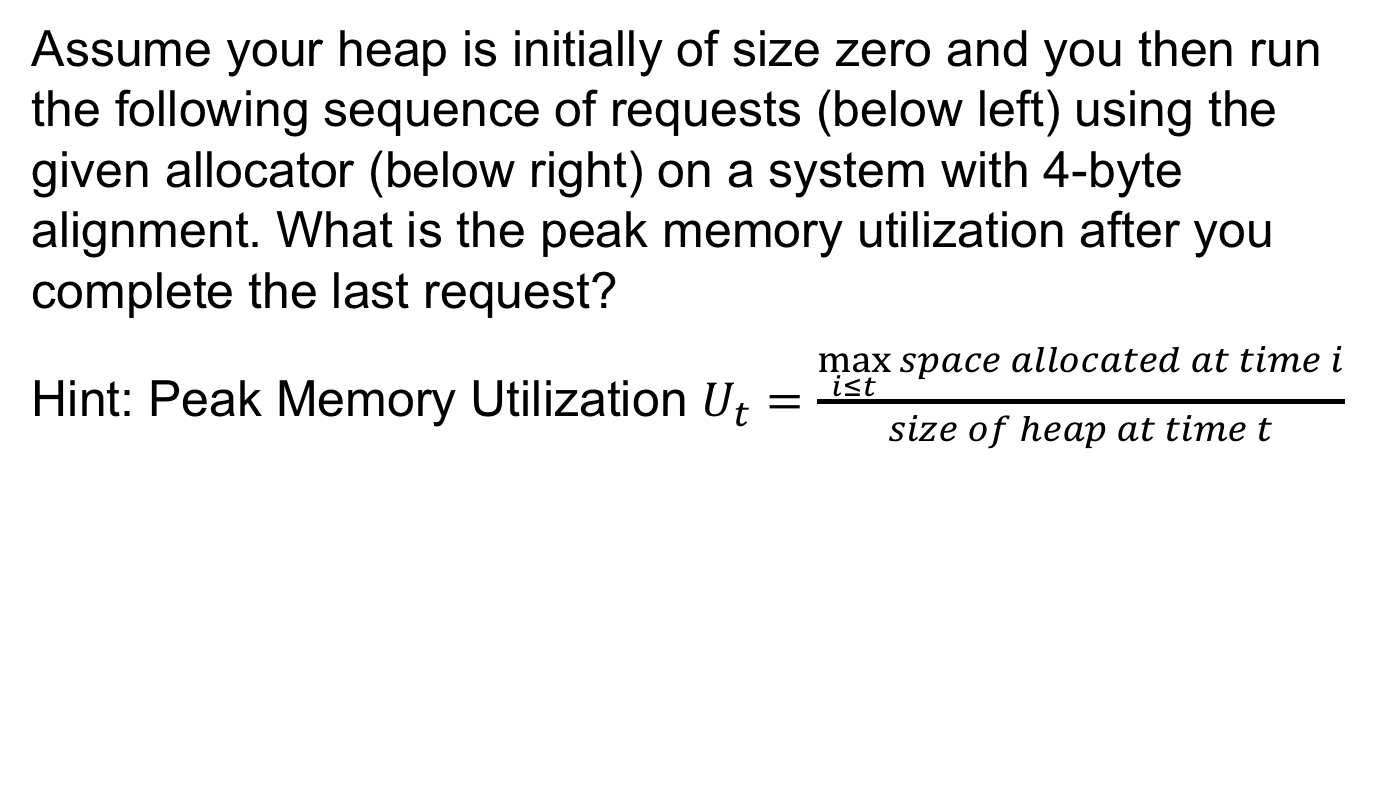 Assume your heap is initially of size zero and you then run
the following sequence of requests (below left) using the
given allocator (below right) on a system with 4-byte
alignment. What is the peak memory utilization after you
complete the last request?
max space allocated at time i
i≤t
Hint: Peak Memory Utilization Uₜ =
size of heap at time t